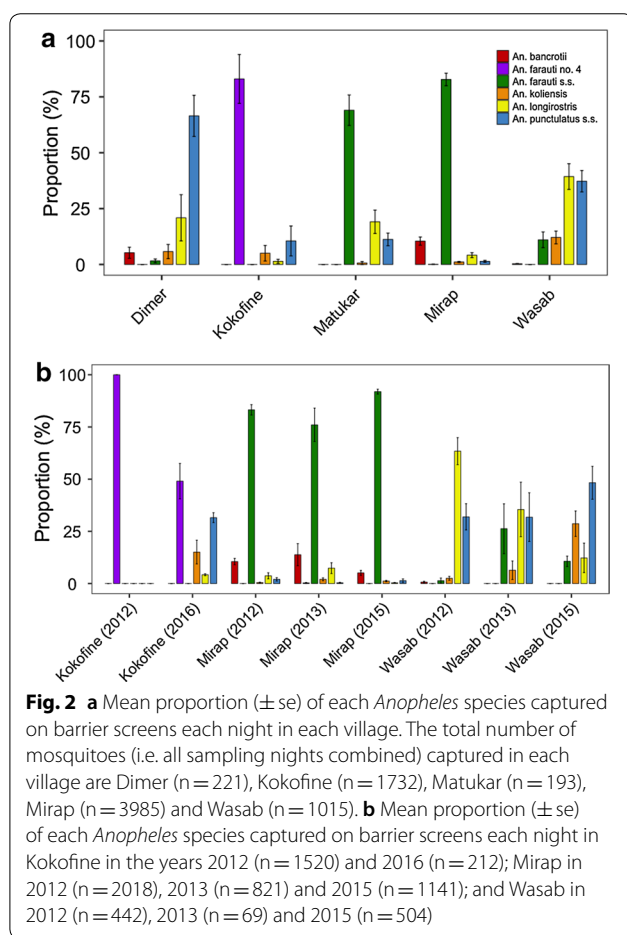 a
Proportion (%)
100
75
50
25
0
An. bancrotii
An. farauti no. 4
An. farauti s.s.
An. koliensis
An. longirostris
An. punctulatus s.s.
Dimer
Kokofine
Matukar
Mirap
Wasab
b
Proportion (%)
100
75
50
25
0
Kokofine (2012)
Kokofine (2016)
Mirap (2012)
Mirap (2013)
Mirap (2015)
Wasab (2012)
Wasab (2013)
Wasab (2015)
Fig. 2 a Mean proportion (± se) of each Anopheles species captured
on barrier screens each night in each village. The total number of
mosquitoes (i.e. all sampling nights combined) captured in each
village are Dimer (n = 221), Kokofine (n = 1732), Matukar (n = 193),
Mirap (n = 3985) and Wasab (n = 1015). b Mean proportion (± se)
of each Anopheles species captured on barrier screens each night in
Kokofine in the years 2012 (n = 1520) and 2016 (n = 212); Mirap in
2012 (n = 2018), 2013 (n = 821) and 2015 (n = 1141); and Wasab in
2012 (n = 442), 2013 (n = 69) and 2015 (n = 504)